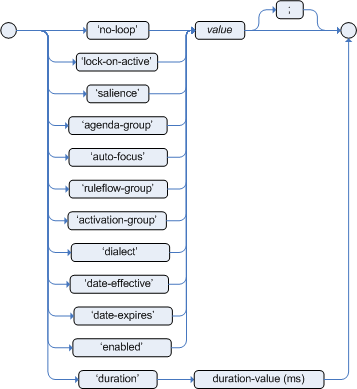 'no-loop' value ;
'lock-on-active'
'salience'
'agenda-group'
'auto-focus'
'ruleflow-group'
'activation-group'
'dialect'
'date-effective'
'date-expires'
'enabled'
'duration' duration-value (ms)